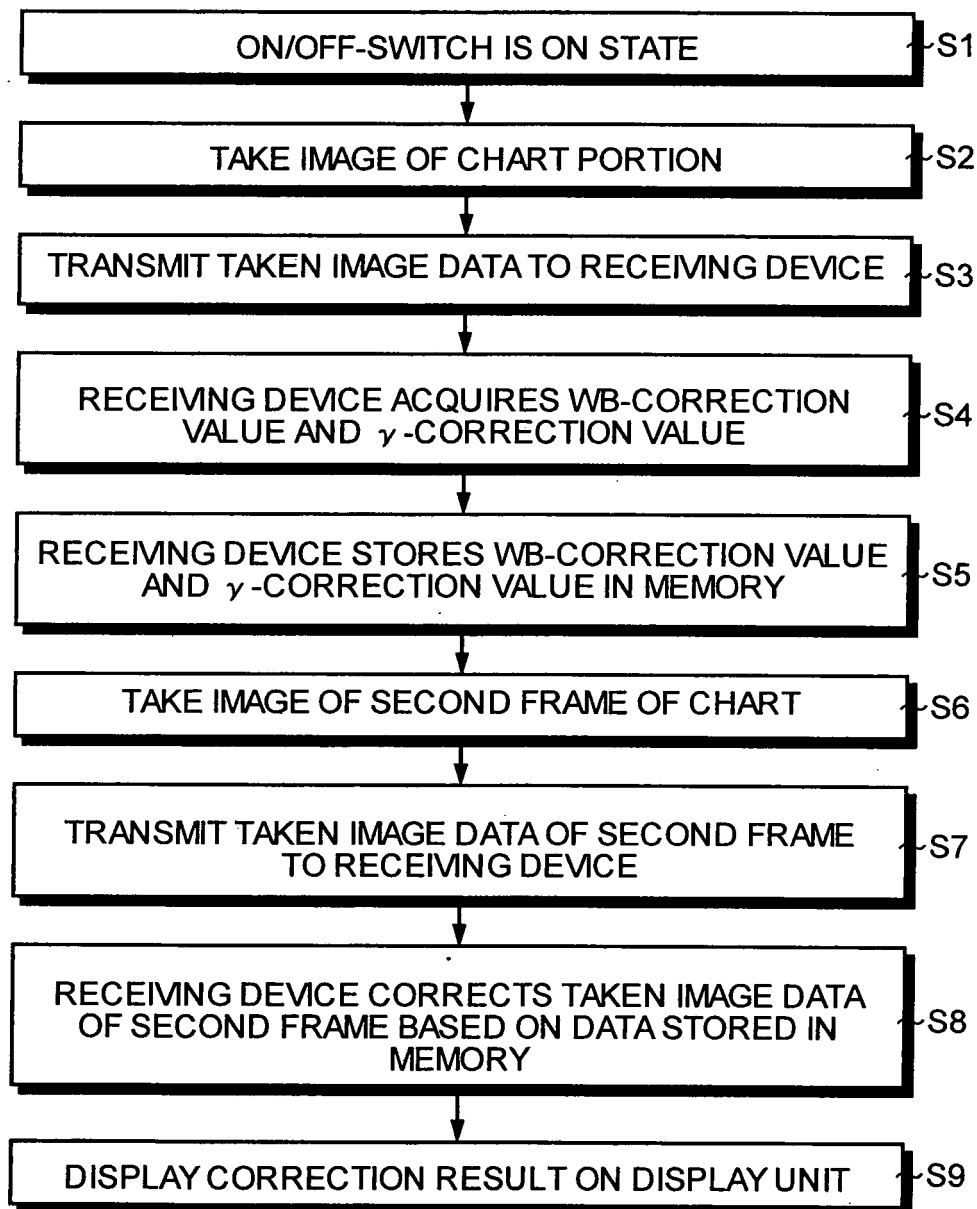 ON/OFF-SWITCH IS ON STATE
S1
TAKE IMAGE OF CHART PORTION
S2
TRANSMIT TAKEN IMAGE DATA TO RECEIVING DEVICE
S3
RECEIVING DEVICE ACQUIRES WB-CORRECTION
VALUE AND γ-CORRECTION VALUE
S4
RECEIVING DEVICE STORES WB-CORRECTION VALUE
AND γ-CORRECTION VALUE IN MEMORY
S5
TAKE IMAGE OF SECOND FRAME OF CHART
S6
TRANSMIT TAKEN IMAGE DATA OF SECOND FRAME
TO RECEIVING DEVICE
S7
RECEIVING DEVICE CORRECTS TAKEN IMAGE DATA
OF SECOND FRAME BASED ON DATA STORED IN
MEMORY
S8
DISPLAY CORRECTION RESULT ON DISPLAY UNIT
S9